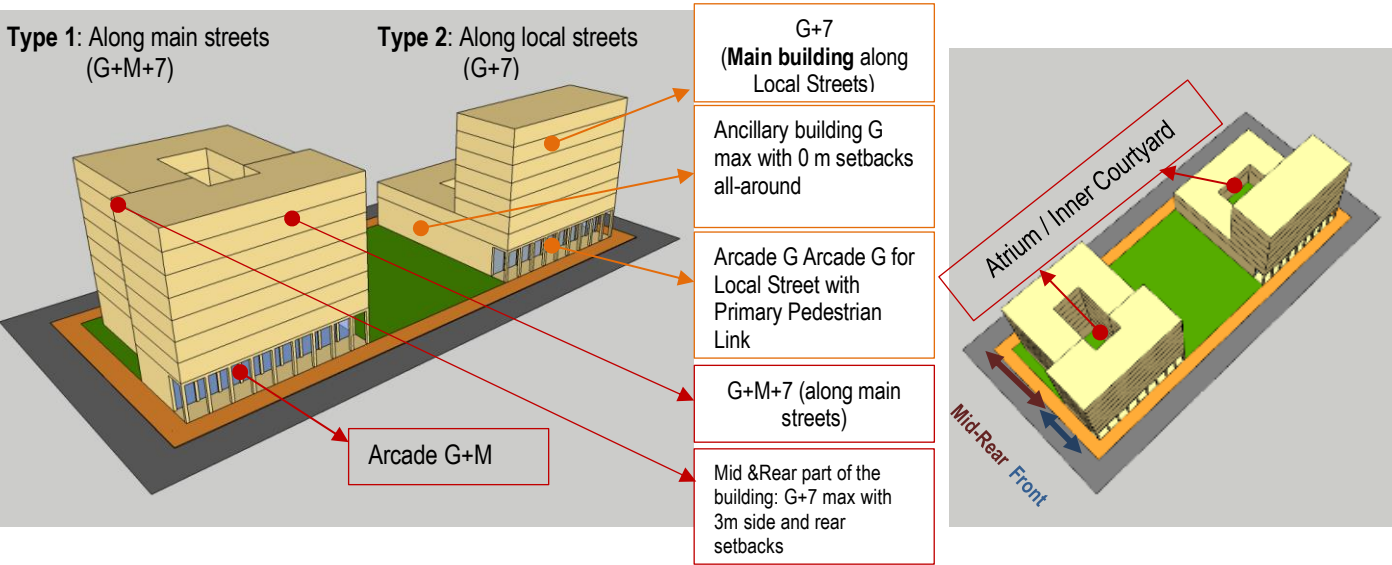 Type 1: Along main streets
(G+M+7)
Type 2: Along local streets
(G+7)
G+7
(Main building along
Local Streets)
Ancillary building G
max with 0 m setbacks
all-around
Arcade G Arcade G for
Local Street with
Primary Pedestrian
Link
G+M+7 (along main
streets)
Mid &Rear part of the
building: G+7 max with
3m side and rear
setbacks
Arcade G+M
Atrium / Inner Courtyard
Mid-Rear
Front